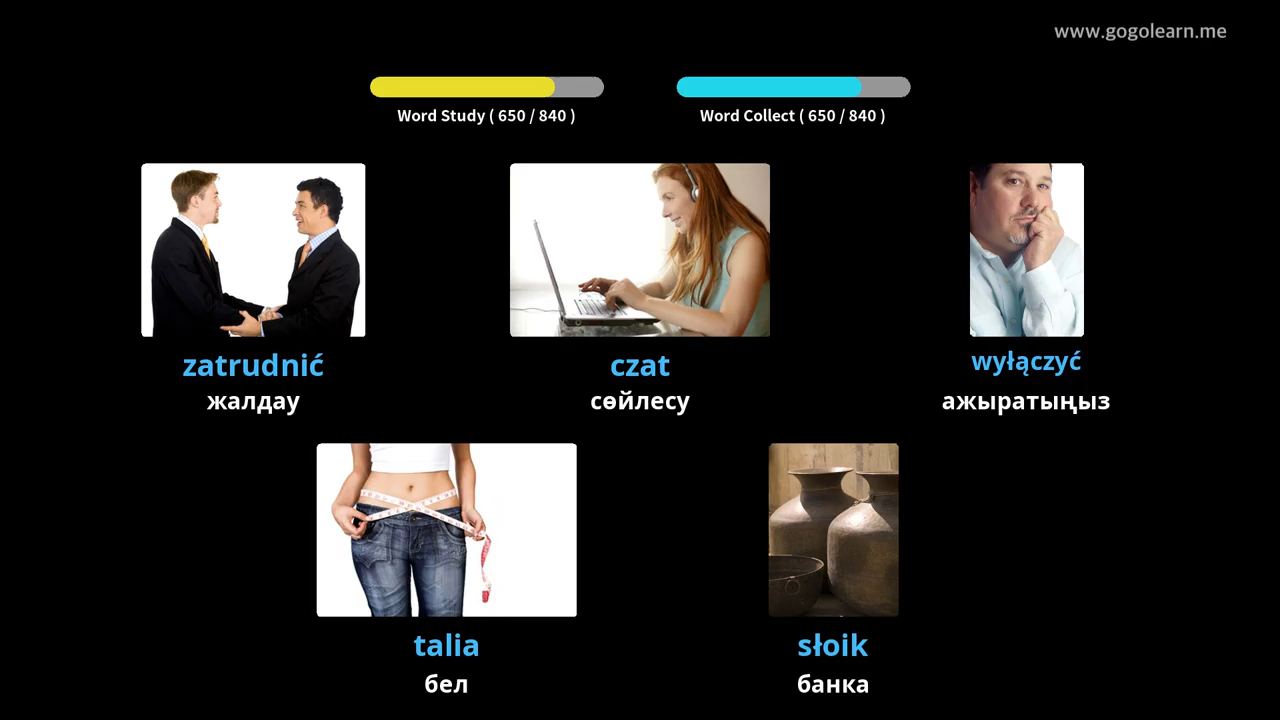 www.gogolearn.me
Word Study ( 650 / 840 )
Word Collect ( 650 / 840 )
zatrudnić
жалдау
czat
сөйлесу
wyłączyć
ажыратыңыз
talia
бел
słoik
банка